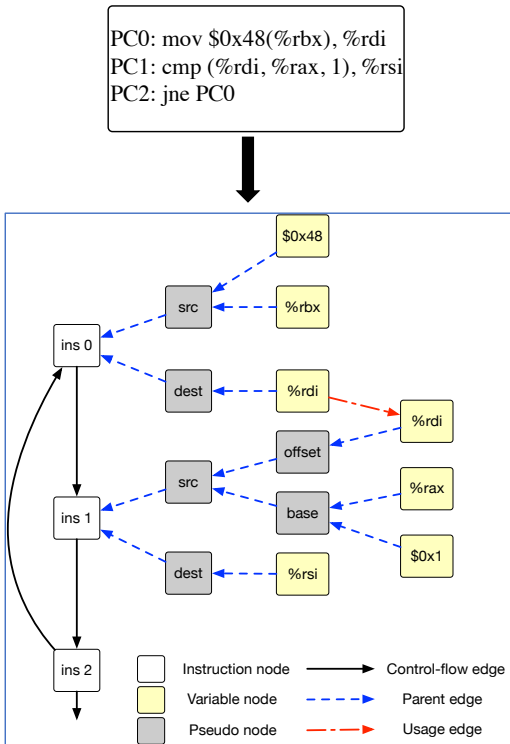 PC0: mov $0x48(%rbx), %rdi
PC1: cmp (%rdi, %rax, 1), %rsi
PC2: jne PC0
$0x48
src
%rbx
ins 0
dest
%rdi
%rdi
offset
src
%rax
ins 1
base
$0x1
dest
%rsi
ins 2
Instruction node
Control-flow edge
Variable node
Parent edge
Pseudo node
Usage edge